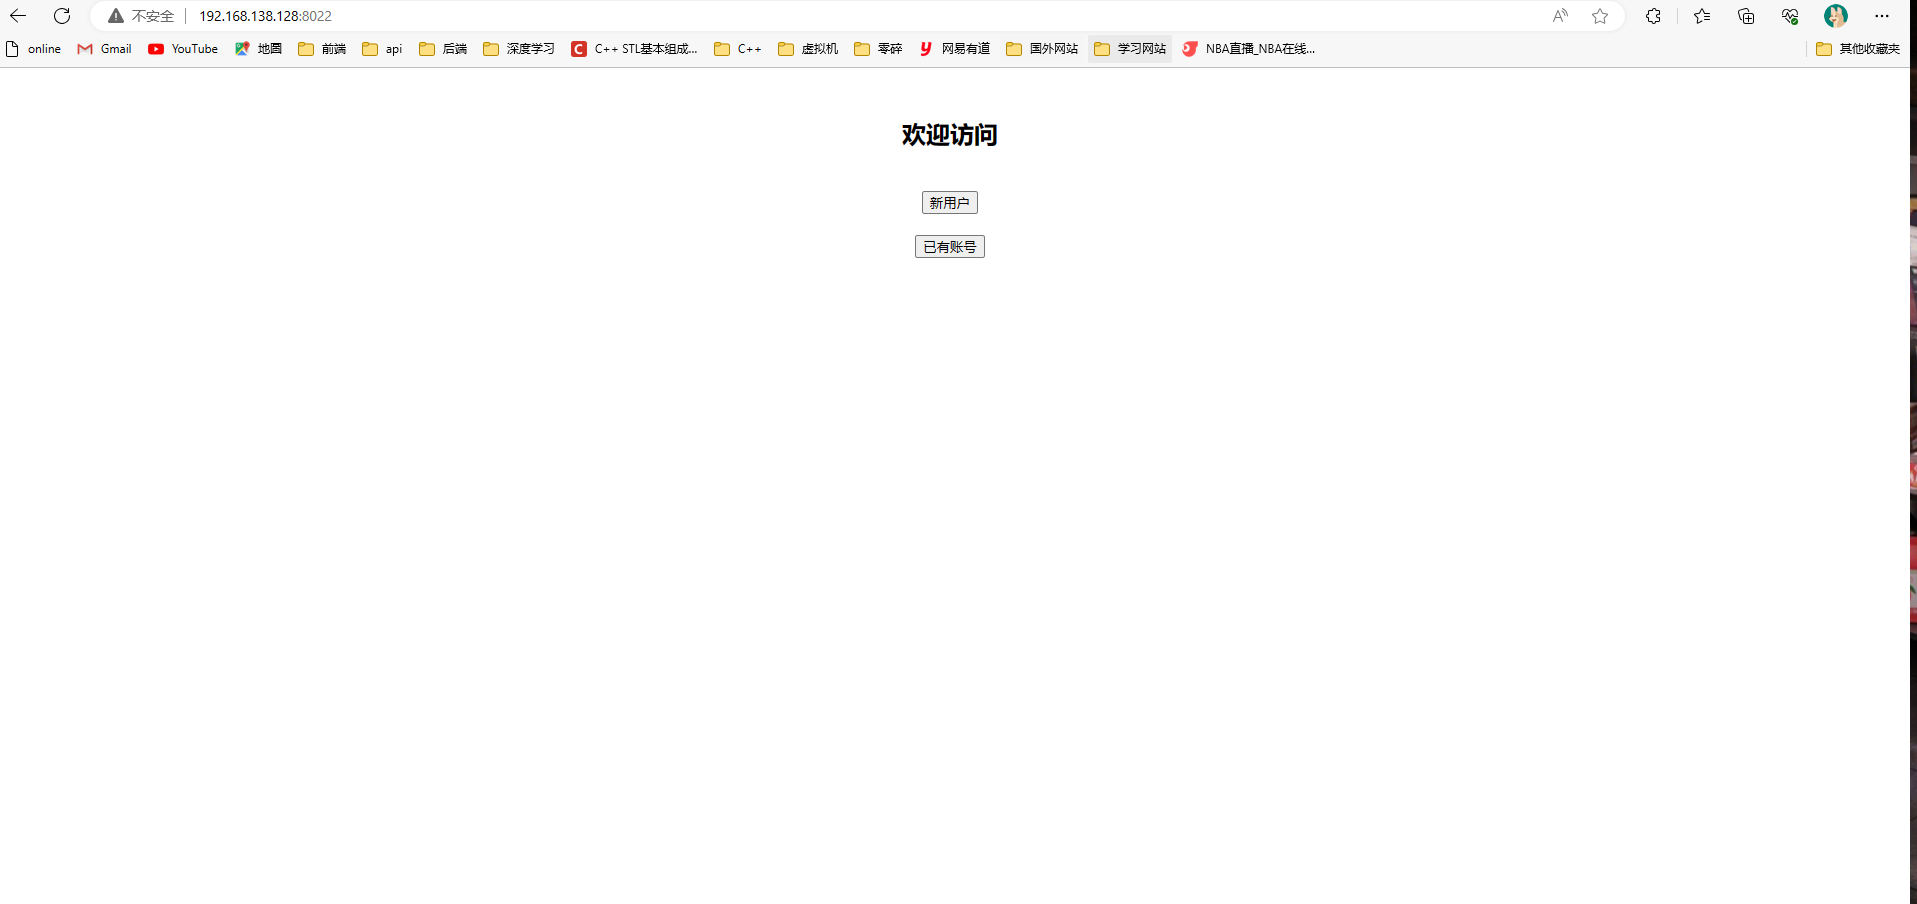 不安全 192.168.138.128:8022
online Gmail YouTube 地图 前端 api 后端 深度学习 C++ STL基本组成... C++ 虚拟机 零碎 网易有道 国外网站 学习网站 NBA直播_NBA在线... 其他收藏夹
欢迎访问
新用户
已有账号